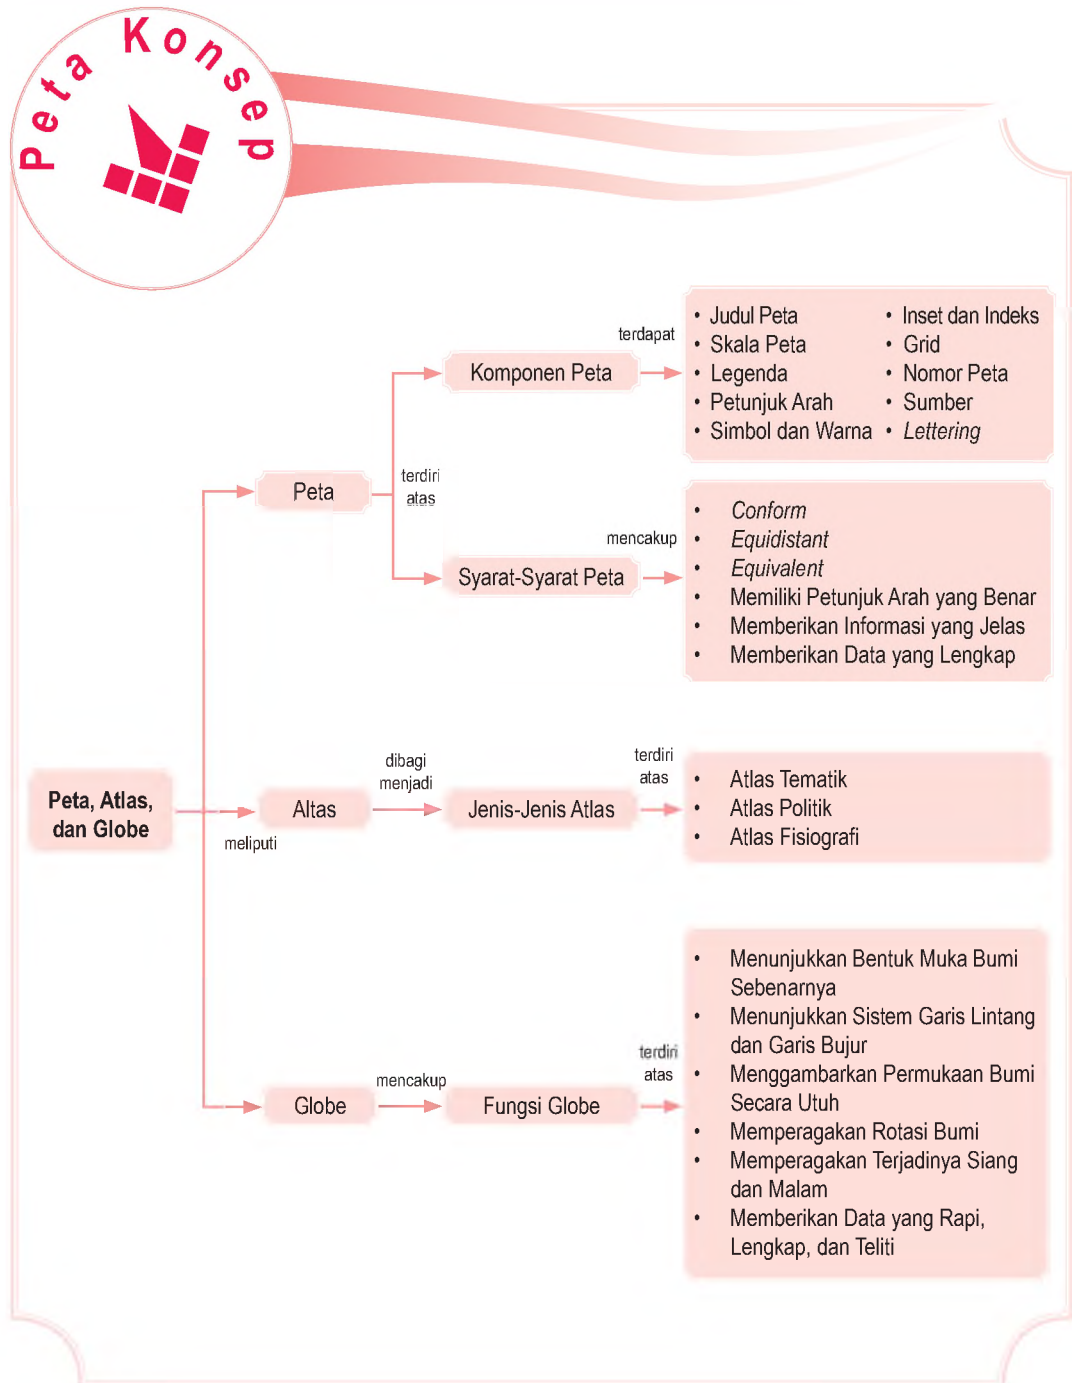 Peta Konsep
terdapat
Komponen Peta
• Judul Peta
• Skala Peta
• Legenda
• Petunjuk Arah
• Simbol dan Warna
• Inset dan Indeks
• Grid
• Nomor Peta
• Sumber
• Lettering
Peta
terdiri
atas
mencakup
Syarat-Syarat Peta
• Conform
• Equidistant
• Equivalent
• Memiliki Petunjuk Arah yang Benar
• Memberikan Informasi yang Jelas
• Memberikan Data yang Lengkap
Peta, Atlas,
dan Globe
meliputi
Altas
dibagi
menjadi
Jenis-Jenis Atlas
terdiri
atas
• Atlas Tematik
• Atlas Politik
• Atlas Fisiografi
Globe
mencakup
Fungsi Globe
terdiri
atas
• Menunjukkan Bentuk Muka Bumi
Sebenarnya
• Menunjukkan Sistem Garis Lintang
dan Garis Bujur
• Menggambarkan Permukaan Bumi
Secara Utuh
• Memperagakan Rotasi Bumi
• Memperagakan Terjadinya Siang
dan Malam
• Memberikan Data yang Rapi,
Lengkap, dan Teliti